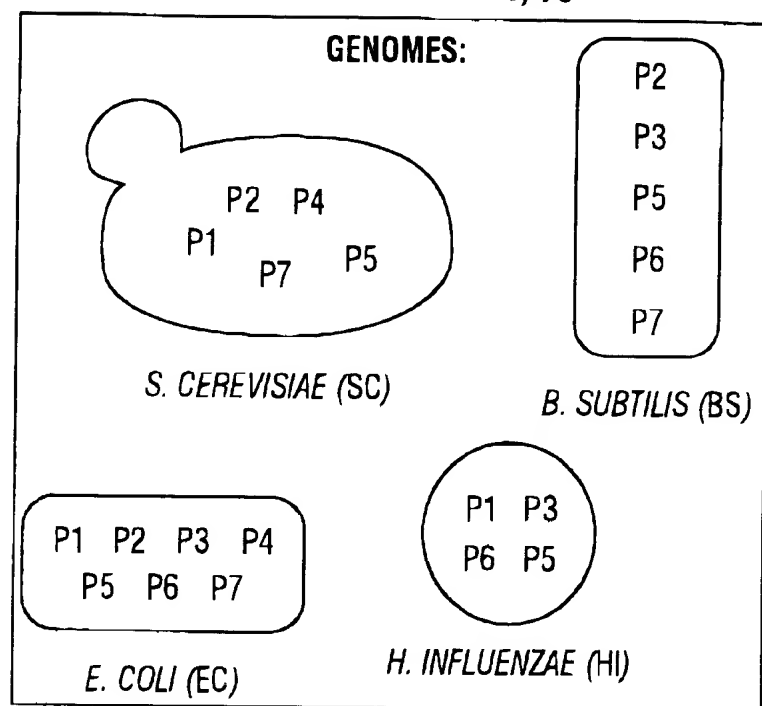 GENOMES:
P2 P4
P1
P7 P5
S. CEREVISIAE (SC)
P2
P3
P5
P6
P7
B. SUBTILIS (BS)
P1 P2 P3 P4
P5 P6 P7
E. COLI (EC)
P1 P3
P6 P5
H. INFLUENZAE (HI)